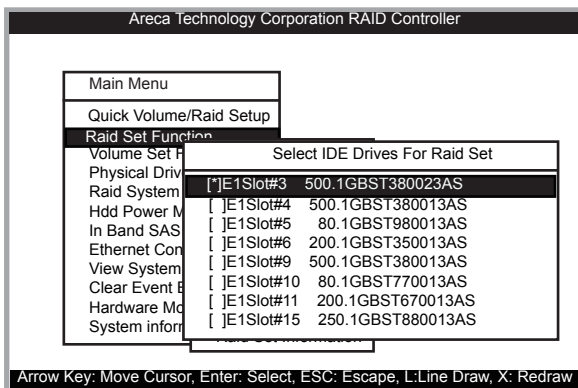 Areca Technology Corporation RAID Controller
Main Menu
Quick Volume/Raid Setup
Raid Set Function
Volume Set F
Physical Driv
Raid System
Hdd Power M
In Band SAS
Ethernet Con
View System
Clear Event B
Hardware Mo
System inforr
Select IDE Drives For Raid Set
[*]E1Slot#3 500.1GBST380023AS
[ ]E1Slot#4 500.1GBST380013AS
[ ]E1Slot#5 80.1GBST980013AS
[ ]E1Slot#6 200.1GBST350013AS
[ ]E1Slot#9 500.1GBST380013AS
[ ]E1Slot#10 80.1GBST770013AS
[ ]E1Slot#11 200.1GBST670013AS
[ ]E1Slot#15 250.1GBST880013AS
Raid Set Information
Arrow Key: Move Cursor, Enter: Select, ESC: Escape, L:Line Draw, X: Redraw